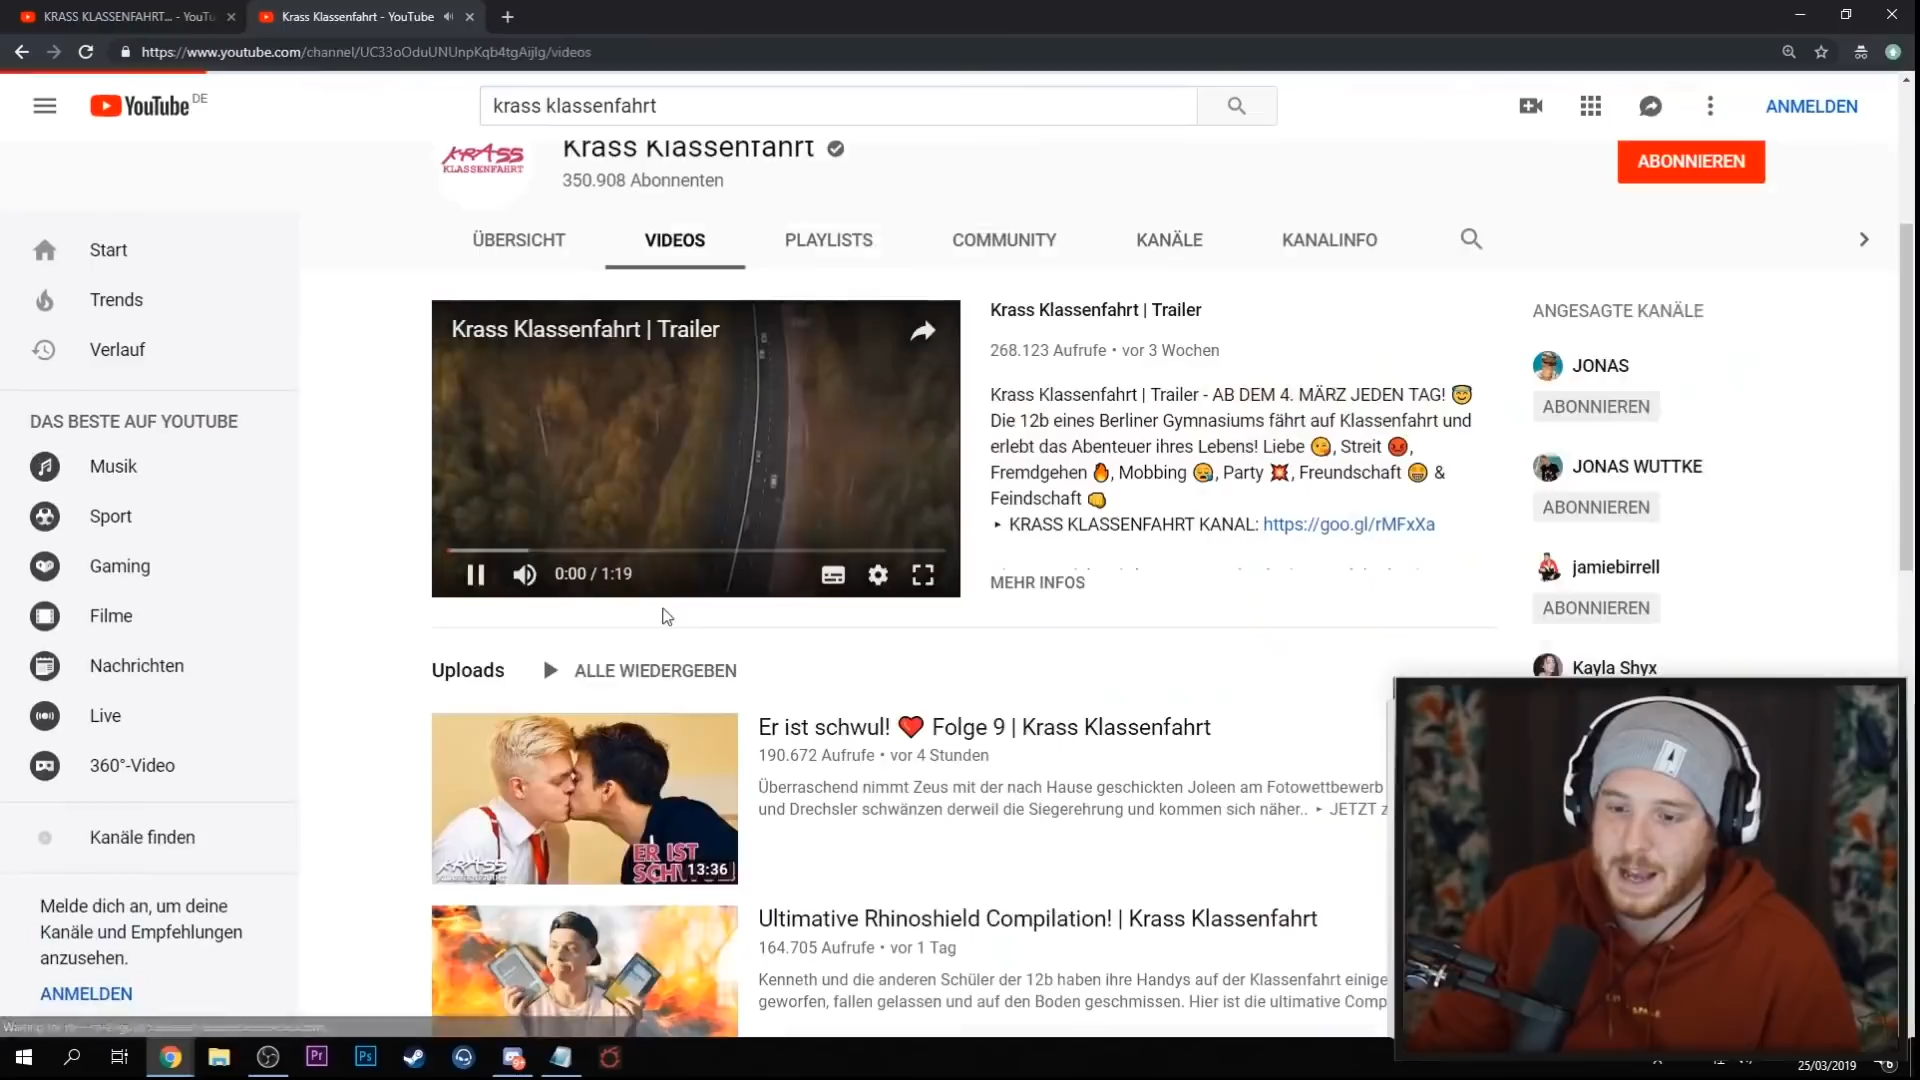 KRASS KLASSENFAHRT... - YouTu
Krass Klassenfahrt - YouTube
https://www.youtube.com/channel/UC33oOduUNUnpKqb4tgAijlg/videos
YouTube DE
krass klassenfahrt
ANMELDEN
KRASS
KLASSENFAHRT
Krass Klassenfahrt
350.908 Abonnenten
ABONNIEREN
ÜBERSICHT
VIDEOS
PLAYLISTS
COMMUNITY
KANÄLE
KANALINFO
Start
Trends
Verlauf
DAS BESTE AUF YOUTUBE
Musik
Sport
Gaming
Filme
Nachrichten
Live
360°-Video
Kanäle finden
Melde dich an, um deine
Kanäle und Empfehlungen
anzusehen.
ANMELDEN
Krass Klassenfahrt | Trailer
0:00 / 1:19
Krass Klassenfahrt | Trailer
268.123 Aufrufe • vor 3 Wochen
Krass Klassenfahrt | Trailer - AB DEM 4. MÄRZ JEDEN TAG! 😇
Die 12b eines Berliner Gymnasiums fährt auf Klassenfahrt und
erlebt das Abenteuer ihres Lebens! Liebe 😘, Streit 😡,
Fremdgehen 🔥, Mobbing 😪, Party 💥, Freundschaft 😁 &
Feindschaft 👊
‣ KRASS KLASSENFAHRT KANAL: https://goo.gl/rMFxXa
MEHR INFOS
ANGESAGTE KANÄLE
JONAS
ABONNIEREN
JONAS WUTTKE
ABONNIEREN
jamiebirrell
ABONNIEREN
Kayla Shyx
Uploads
ALLE WIEDERGEBEN
KRASS
ER IST
SCHWUL
13:36
Er ist schwul! ❤️ Folge 9 | Krass Klassenfahrt
190.672 Aufrufe • vor 4 Stunden
Überraschend nimmt Zeus mit der nach Hause geschickten Joleen am Fotowettbewerb
und Drechsler schwänzen derweil die Siegerehrung und kommen sich näher.. ‣ JETZT z
Ultimative Rhinoshield Compilation! | Krass Klassenfahrt
164.705 Aufrufe • vor 1 Tag
Kenneth und die anderen Schüler der 12b haben ihre Handys auf der Klassenfahrt einige
geworfen, fallen gelassen und auf den Boden geschmissen. Hier ist die ultimative Comp
Pr
Ps
25/03/2019